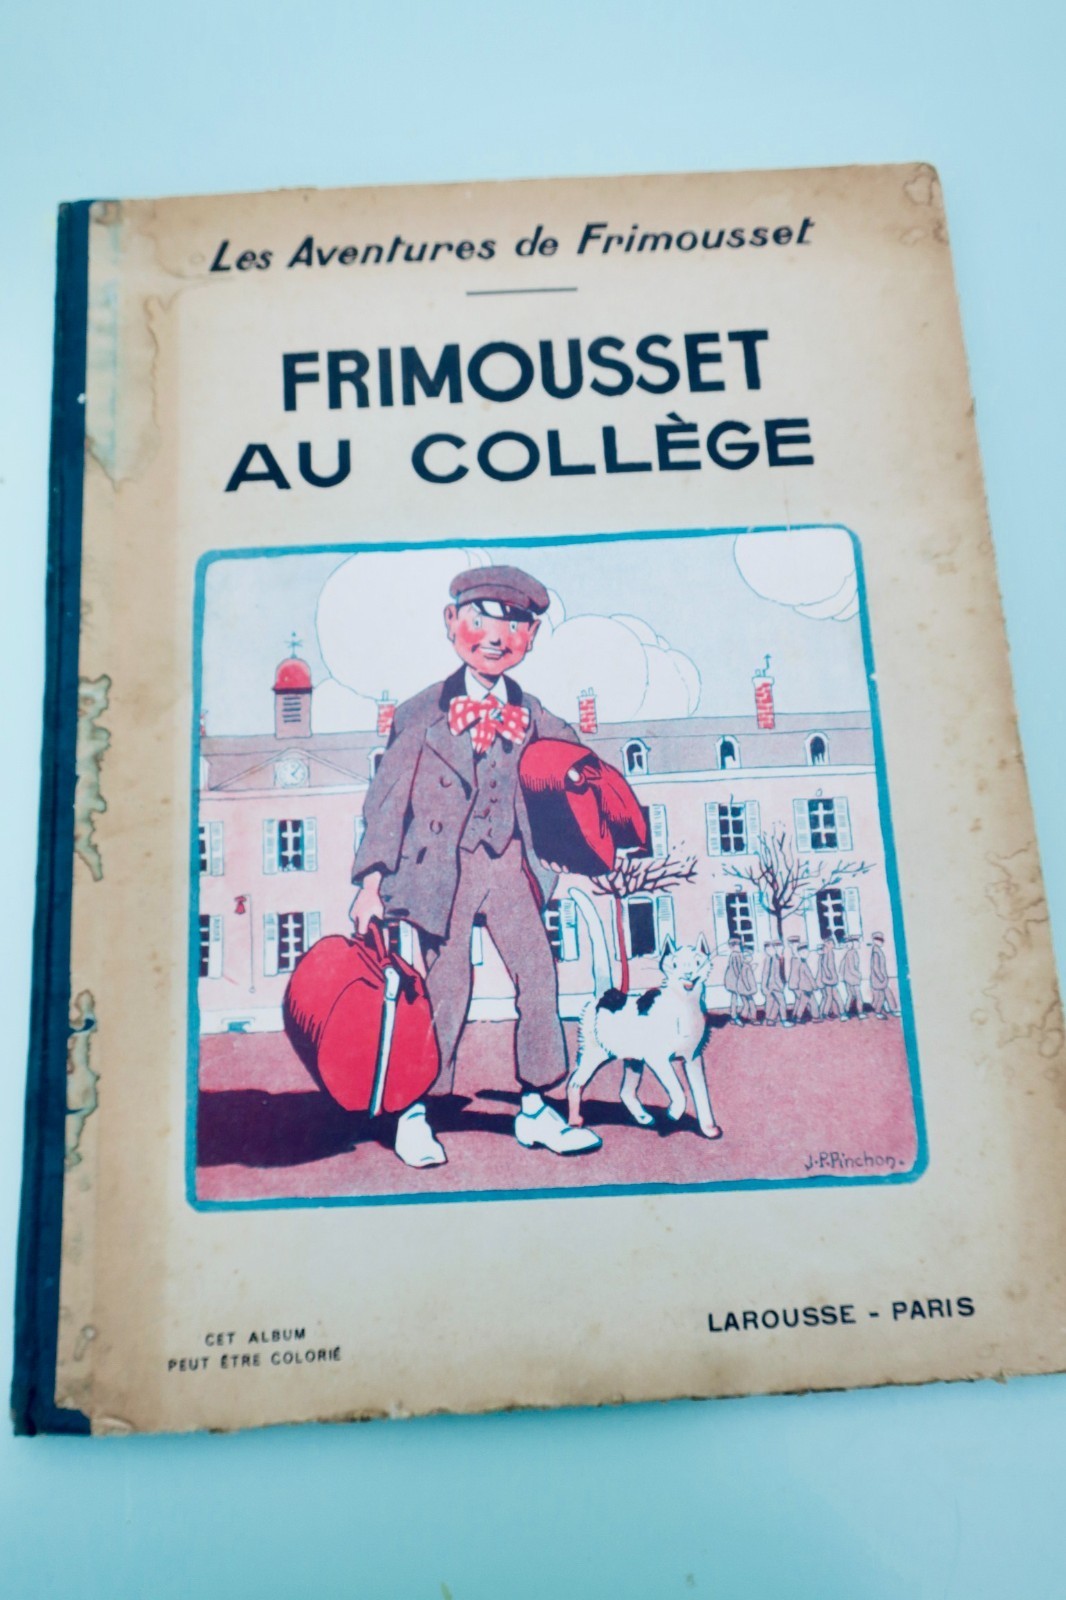 Les Aventures de Frimousset
FRIMOUSSET
AU COLLÈGE
J.P.Pinchon.
LAROUSSE - PARIS
CET ALBUM
PEUT ÊTRE COLORIÉ